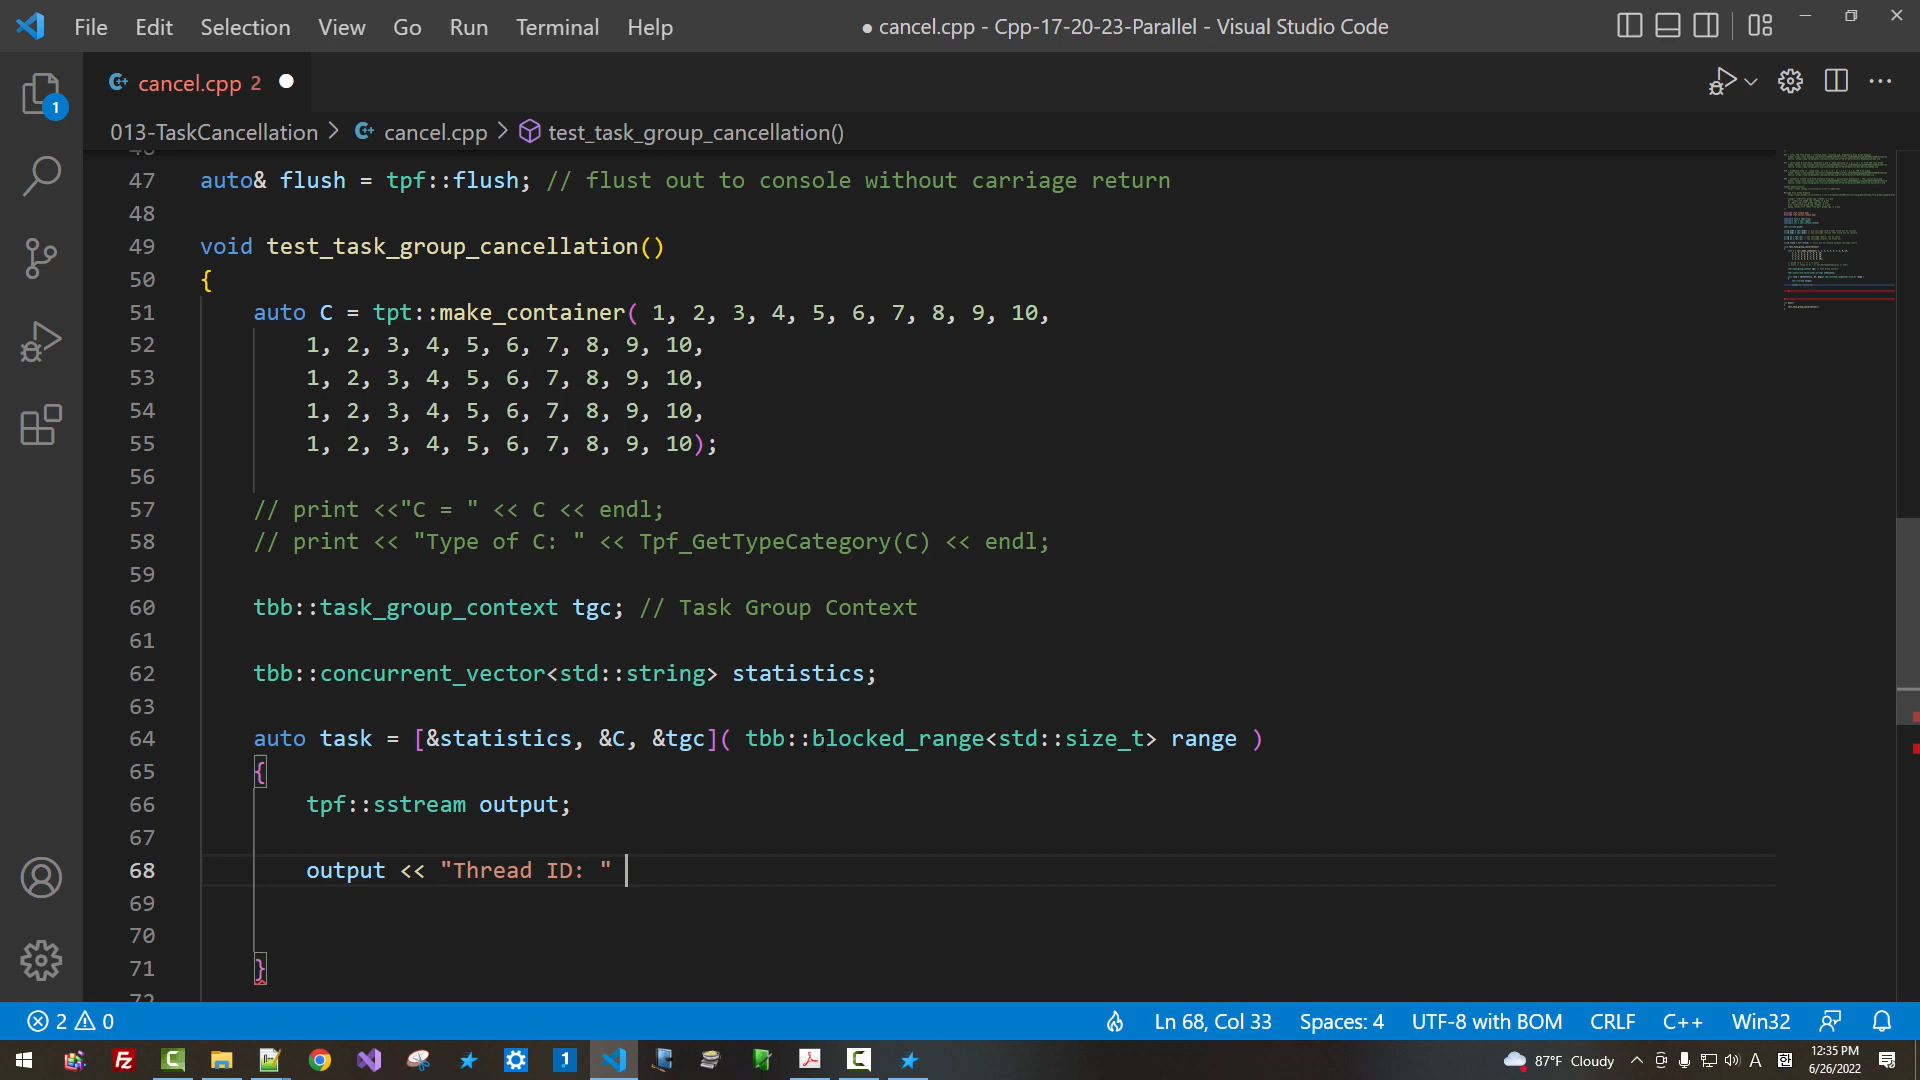 File Edit Selection View Go Run Terminal Help ● cancel.cpp - Cpp-17-20-23-Parallel - Visual Studio Code
cancel.cpp 2 ●
013-TaskCancellation > cancel.cpp > test_task_group_cancellation()
47 auto& flush = tpf::flush; // flust out to console without carriage return
48
49 void test_task_group_cancellation()
50 {
51 auto C = tpt::make_container( 1, 2, 3, 4, 5, 6, 7, 8, 9, 10,
52 1, 2, 3, 4, 5, 6, 7, 8, 9, 10,
53 1, 2, 3, 4, 5, 6, 7, 8, 9, 10,
54 1, 2, 3, 4, 5, 6, 7, 8, 9, 10,
55 1, 2, 3, 4, 5, 6, 7, 8, 9, 10);
56
57 // print <<"C = " << C << endl;
58 // print << "Type of C: " << Tpf_GetTypeCategory(C) << endl;
59
60 tbb::task_group_context tgc; // Task Group Context
61
62 tbb::concurrent_vector<std::string> statistics;
63
64 auto task = [&statistics, &C, &tgc]( tbb::blocked_range<std::size_t> range )
65 {
66 tpf::sstream output;
67
68 output << "Thread ID: "
69
70
71 }
72
1
2 0 Ln 68, Col 33 Spaces: 4 UTF-8 with BOM CRLF C++ Win32
87°F Cloudy A 한 12:35 PM
6/26/2022